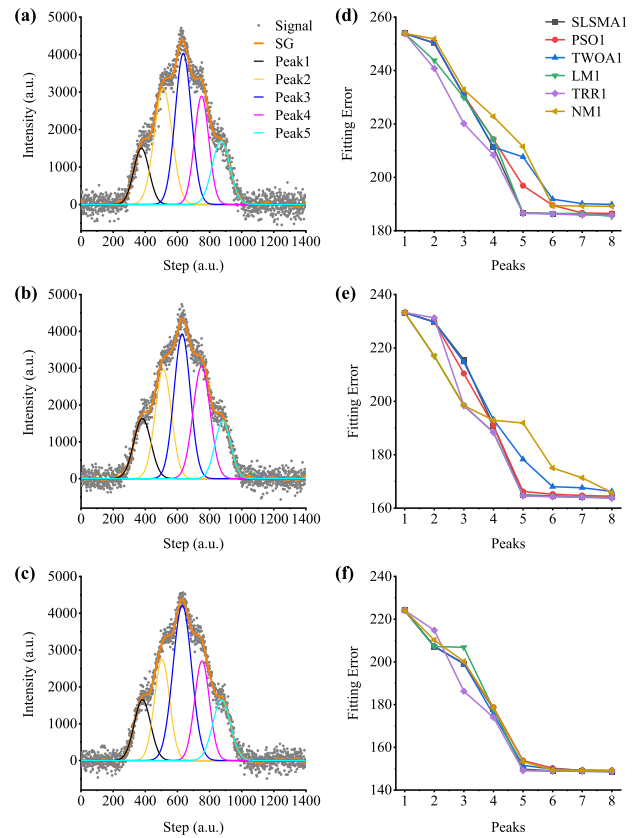 (a)
5000
4000
3000
2000
1000
0
Intensity (a.u.)
0 200 400 600 800 1000 1200 1400
Step (a.u.)
Signal
SG
Peak1
Peak2
Peak3
Peak4
Peak5
(d)
260
240
220
200
180
Fitting Error
1 2 3 4 5 6 7 8
Peaks
SLSMA1
PSO1
TWOA1
LM1
TRR1
NM1
(b)
5000
4000
3000
2000
1000
0
Intensity (a.u.)
0 200 400 600 800 1000 1200 1400
Step (a.u.)
(e)
240
220
200
180
160
Fitting Error
1 2 3 4 5 6 7 8
Peaks
(c)
5000
4000
3000
2000
1000
0
Intensity (a.u.)
0 200 400 600 800 1000 1200 1400
Step (a.u.)
(f)
240
220
200
180
160
140
Fitting Error
1 2 3 4 5 6 7 8
Peaks